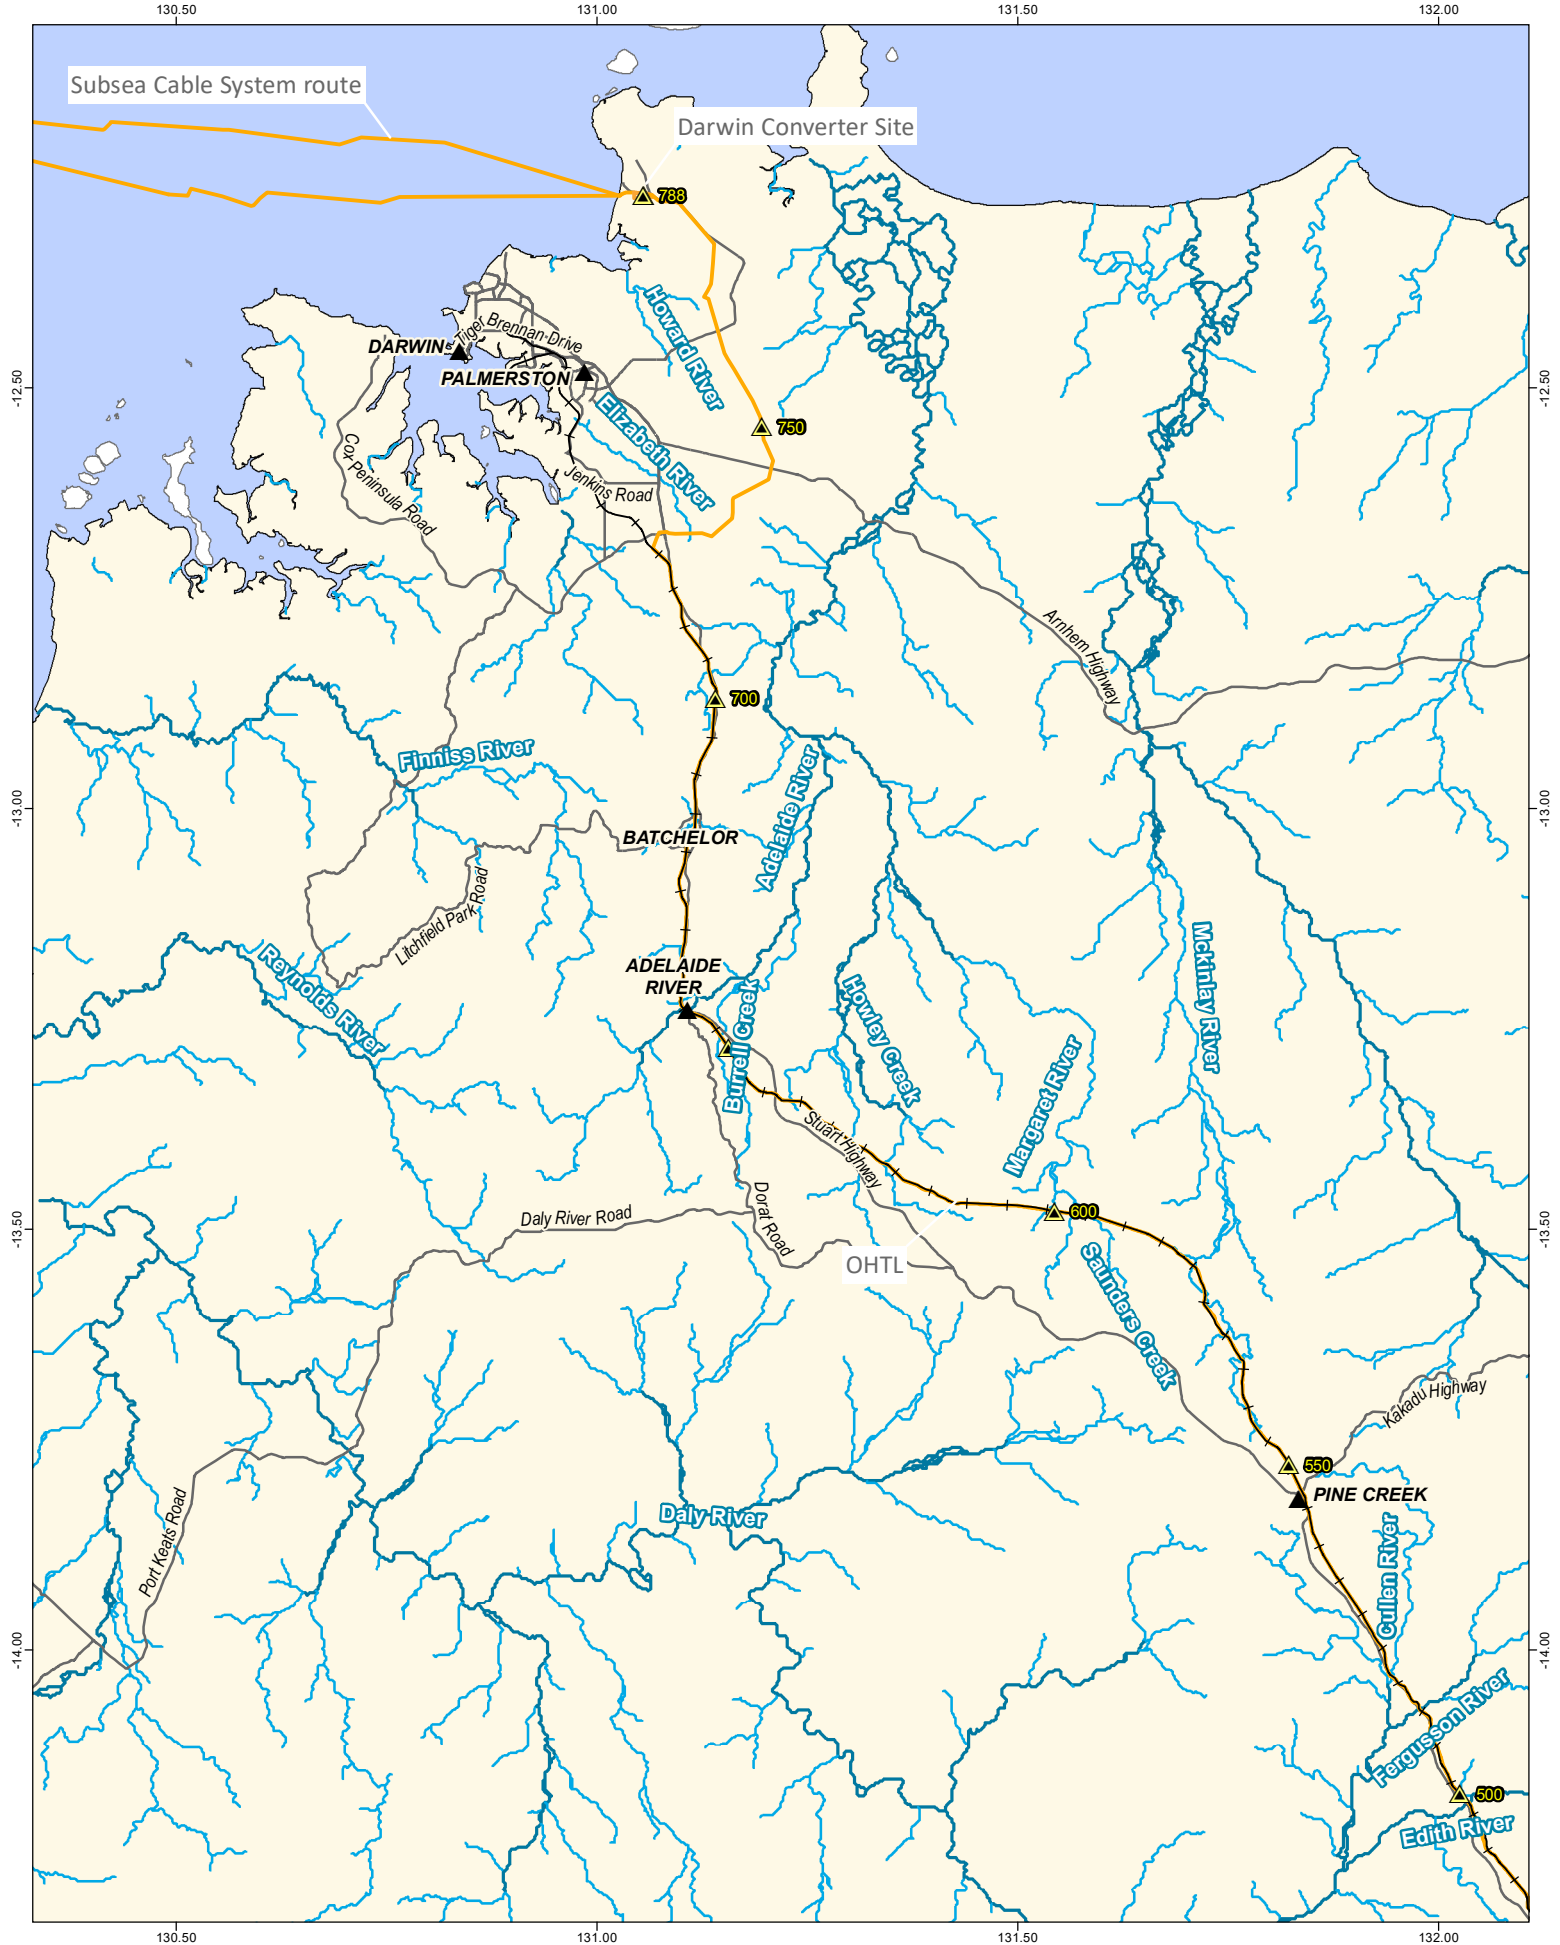 130.50
131.00
131.50
132.00
Subsea Cable System route
Darwin Converter Site
788
Howard River
Tiger Brennan-Drive
DARWIN
PALMERSTON
-12.50
-12.50
Elizabeth River
750
Cox Peninsula Road
Jenkins Road
Arnhem Highway
700
Finniss River
Adelaide River
-13.00
-13.00
BATCHELOR
Litchfield Park Road
Reynolds River
ADELAIDE
RIVER
Burrell Creek
Howley Creek
Mckinlay River
Margaret River
Stuart Highway
Dorat Road
Daly River Road
600
-13.50
-13.50
OHTL
Saunders Creek
Kakadu Highway
550
PINE CREEK
Port Keats Road
Daly River
Cullen River
-14.00
-14.00
Fergusson River
500
Edith River
130.50
131.00
131.50
132.00